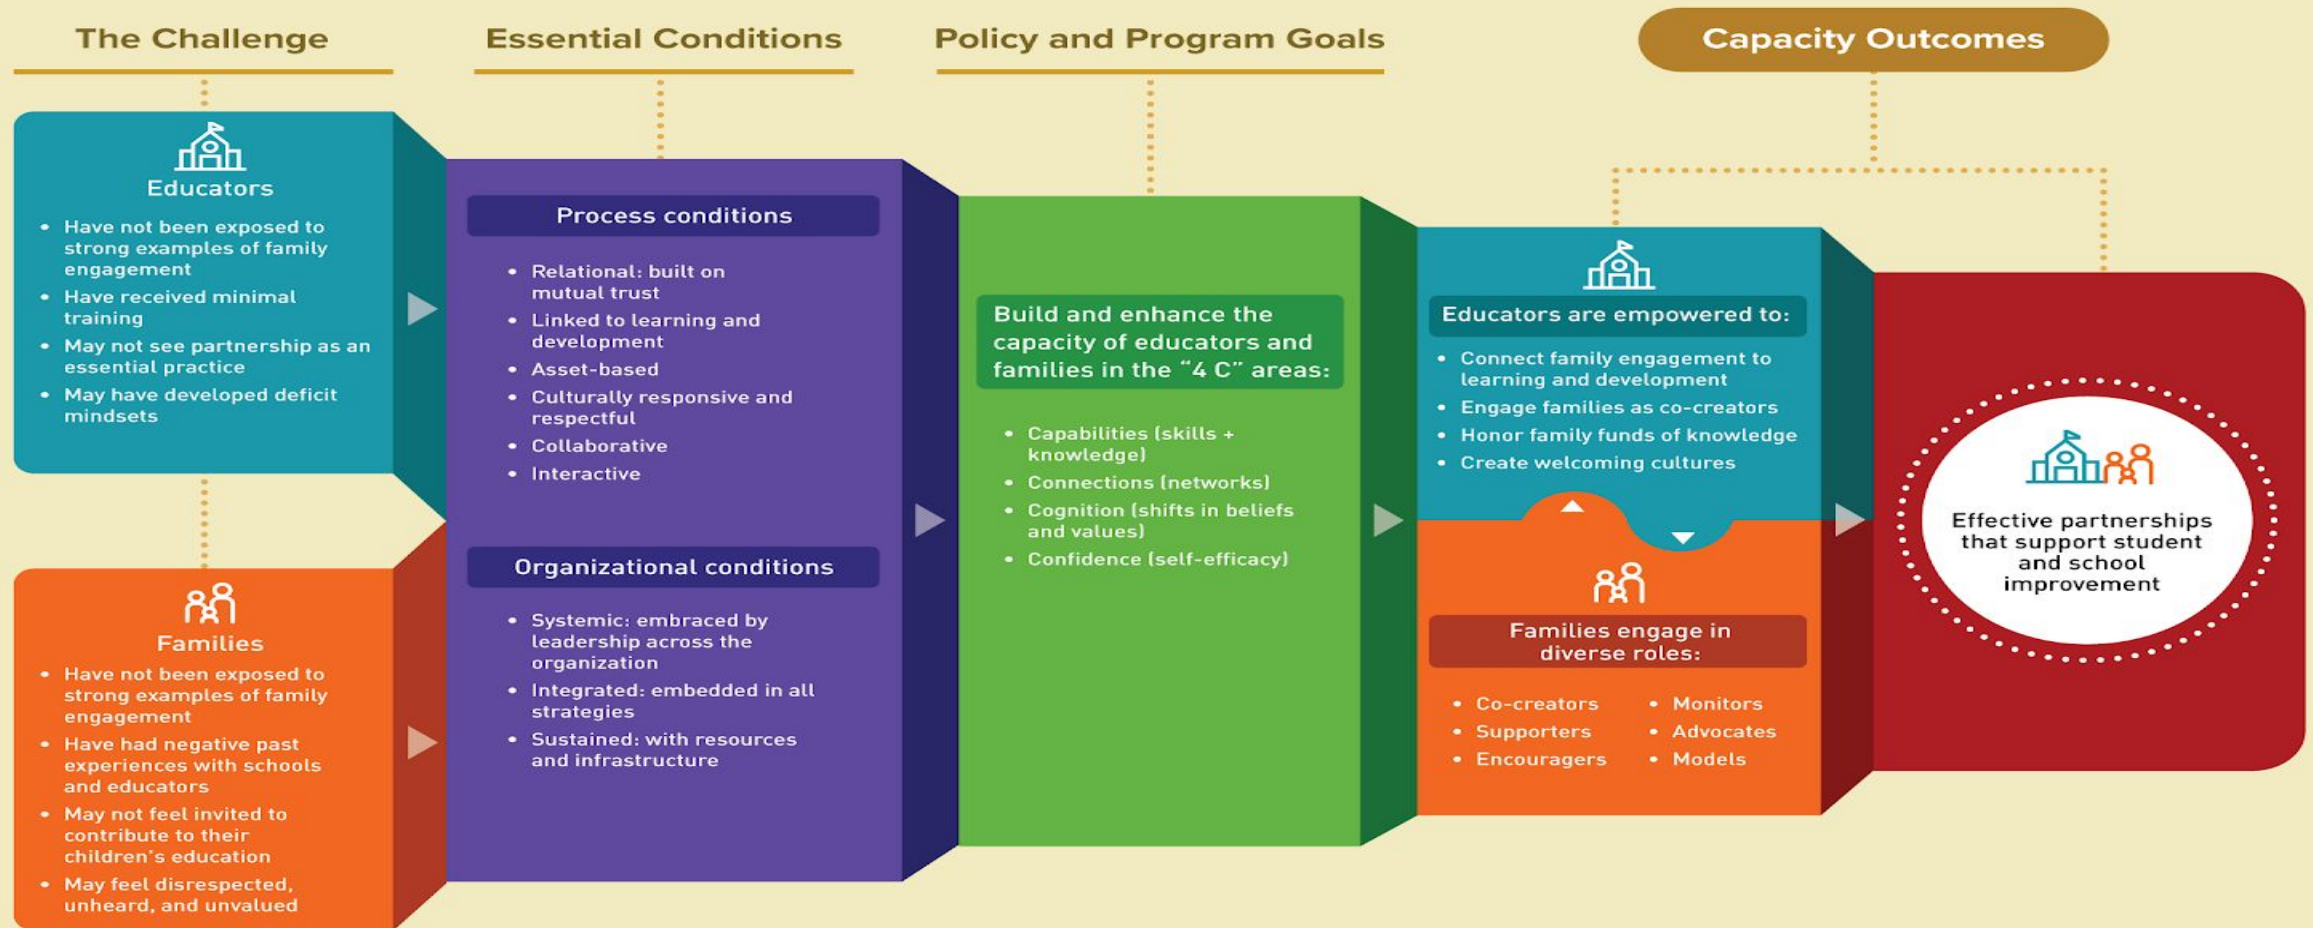 The Challenge
Educators
• Have not been exposed to
strong examples of family
engagement
• Have received minimal
training
• May not see partnership as an
essential practice
• May have developed deficit
mindsets
Families
• Have not been exposed to
strong examples of family
engagement
• Have had negative past
experiences with schools
and educators
• May not feel invited to
contribute to their
children's education
• May feel disrespected,
unheard, and unvalued
Essential Conditions
Process conditions
• Relational: built on
mutual trust
• Linked to learning and
development
• Asset-based
• Culturally responsive and
respectful
• Collaborative
• Interactive
Organizational conditions
• Systemic: embraced by
leadership across the
organization
• Integrated: embedded in all
strategies
• Sustained: with resources
and infrastructure
Policy and Program Goals
Build and enhance the
capacity of educators and
families in the “4 C” areas:
• Capabilities (skills +
knowledge)
• Connections (networks)
• Cognition (shifts in beliefs
and values)
• Confidence (self-efficacy)
Capacity Outcomes
Educators are empowered to:
• Connect family engagement to
learning and development
• Engage families as co-creators
• Honor family funds of knowledge
• Create welcoming cultures
Families engage in
diverse roles:
• Co-creators
• Supporters
• Encouragers
• Monitors
• Advocates
• Models
Effective partnerships
that support student
and school
improvement